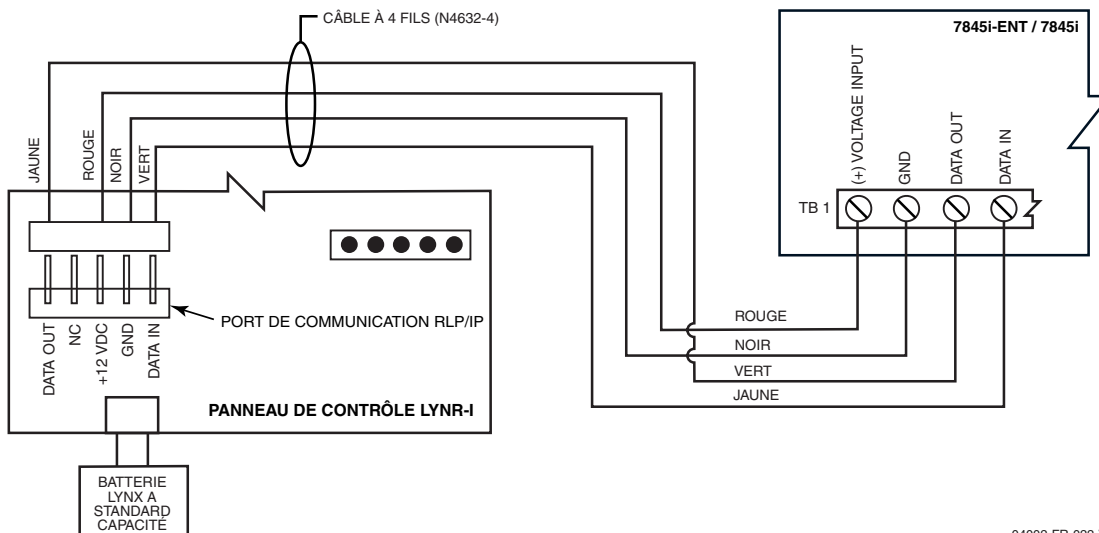 CÂBLE À 4 FILS (N4632-4)
7845i-ENT / 7845i
(+) VOLTAGE INPUT
GND
DATA OUT
DATA IN
TB 1
JAUNE
ROUGE
NOIR
VERT
PORT DE COMMUNICATION RLP/IP
DATA OUT
NC
+12 VDC
GND
DATA IN
PANNEAU DE CONTRÔLE LYNR-I
BATTERIE
LYNX A
STANDARD
CAPACITÉ
ROUGE
NOIR
VERT
JAUNE